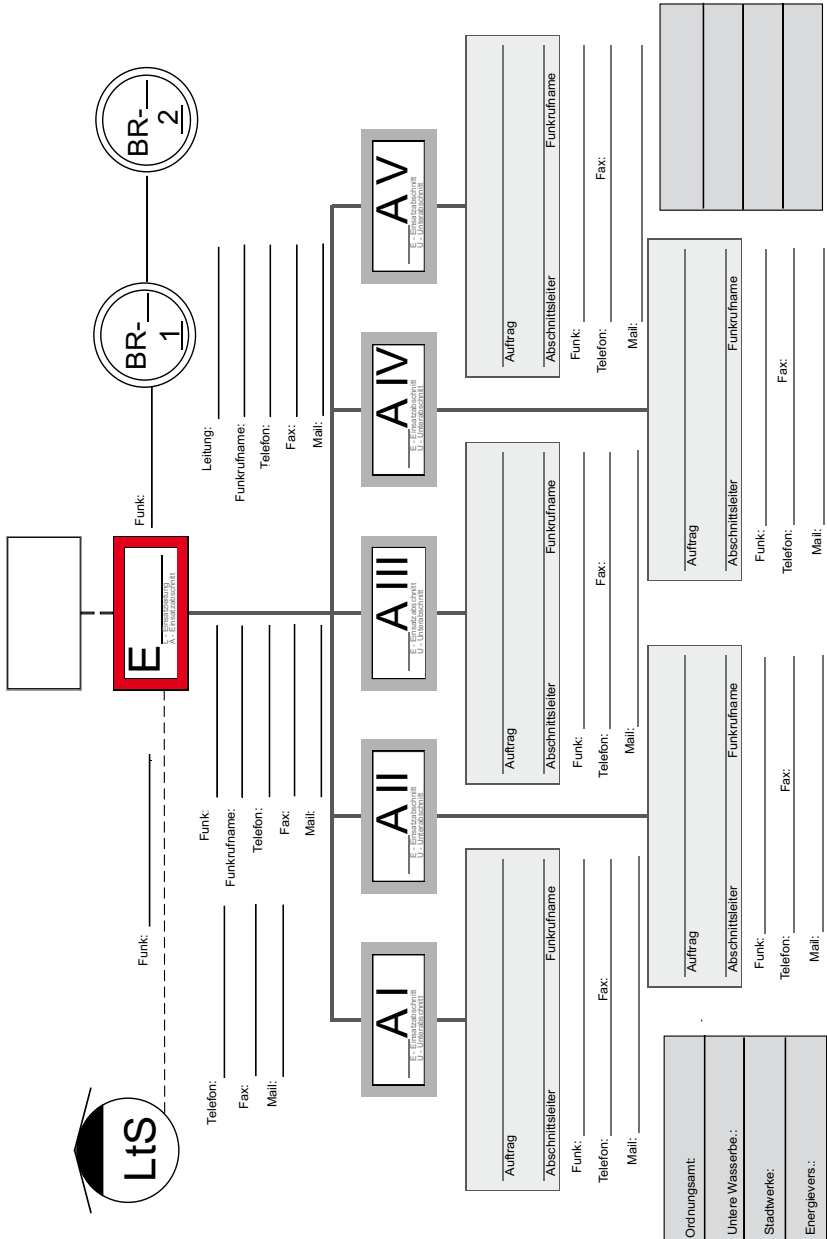 LtS
Funk:
E
L - Einsatzleitung
A - Einsatzabschnitt
Funk:
BR-
1
BR-
2
Telefon:
Fax:
Mail:
Funk:
Funkrufname:
Telefon:
Fax:
Mail:
Leitung:
Funkrufname:
Telefon:
Fax:
Mail:
A I
E - Einsatzabschnitt
U - Unterabschnitt
A II
E - Einsatzabschnitt
U - Unterabschnitt
A III
E - Einsatzabschnitt
U - Unterabschnitt
A IV
E - Einsatzabschnitt
U - Unterabschnitt
A V
E - Einsatzabschnitt
U - Unterabschnitt
Auftrag
Abschnittsleiter Funkrufname
Funk:
Telefon: Fax:
Mail:
Auftrag
Abschnittsleiter Funkrufname
Funk:
Telefon: Fax:
Mail:
Auftrag
Abschnittsleiter Funkrufname
Funk:
Telefon: Fax:
Mail:
Auftrag
Abschnittsleiter Funkrufname
Funk:
Telefon: Fax:
Mail:
Auftrag
Abschnittsleiter Funkrufname
Funk:
Telefon: Fax:
Mail:
Ordnungsamt:
Untere Wasserbe.:
Stadtwerke:
Energievers.: